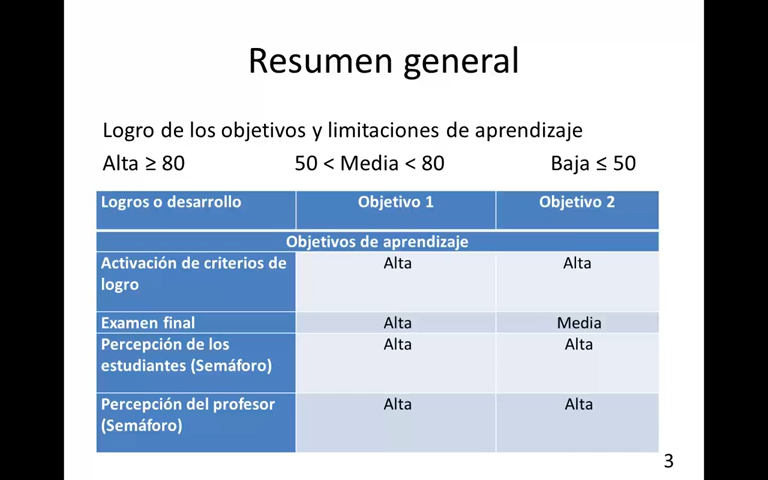 Resumen general
Logro de los objetivos y limitaciones de aprendizaje
Alta ≥ 80 50 < Media < 80 Baja ≤ 50
Logros o desarrollo Objetivo 1 Objetivo 2
Objetivos de aprendizaje
Activación de criterios de logro Alta Alta
Examen final Alta Media
Percepción de los estudiantes (Semáforo) Alta Alta
Percepción del profesor (Semáforo) Alta Alta
3